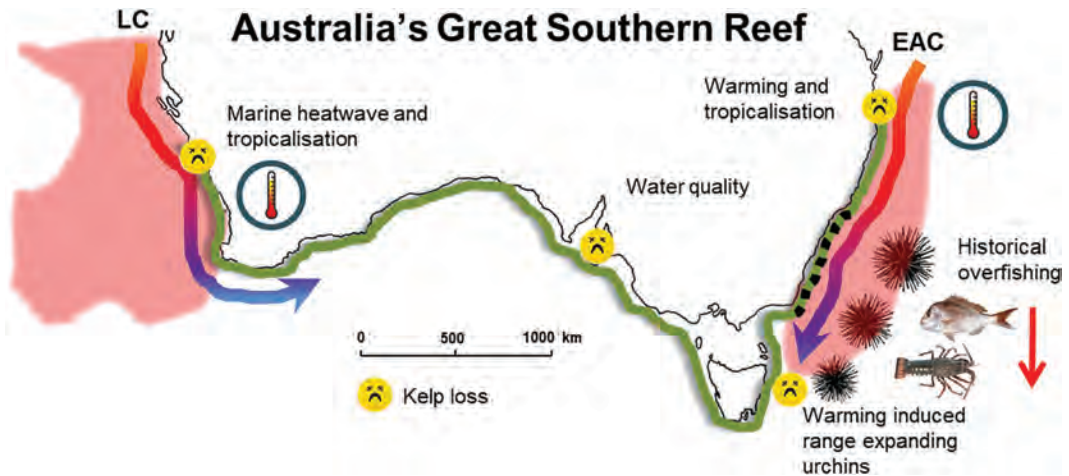 Australia's Great Southern Reef
LC
EAC
Marine heatwave and
tropicalisation
Warming and
tropicalisation
Water quality
Historical
overfishing
0 500 1000 km
Kelp loss
Warming induced
range expanding
urchins